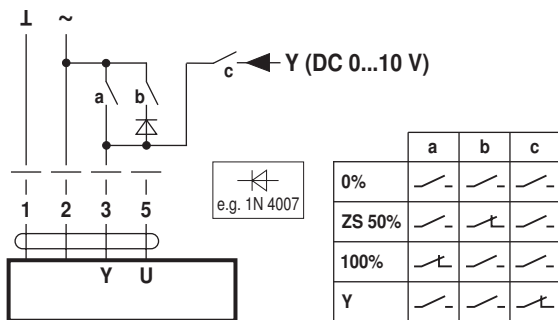 ⊥ ~
c Y (DC 0...10 V)
a b
1 2 3 5
Y U
e.g. 1N 4007
a b c
0%
ZS 50%
100%
Y